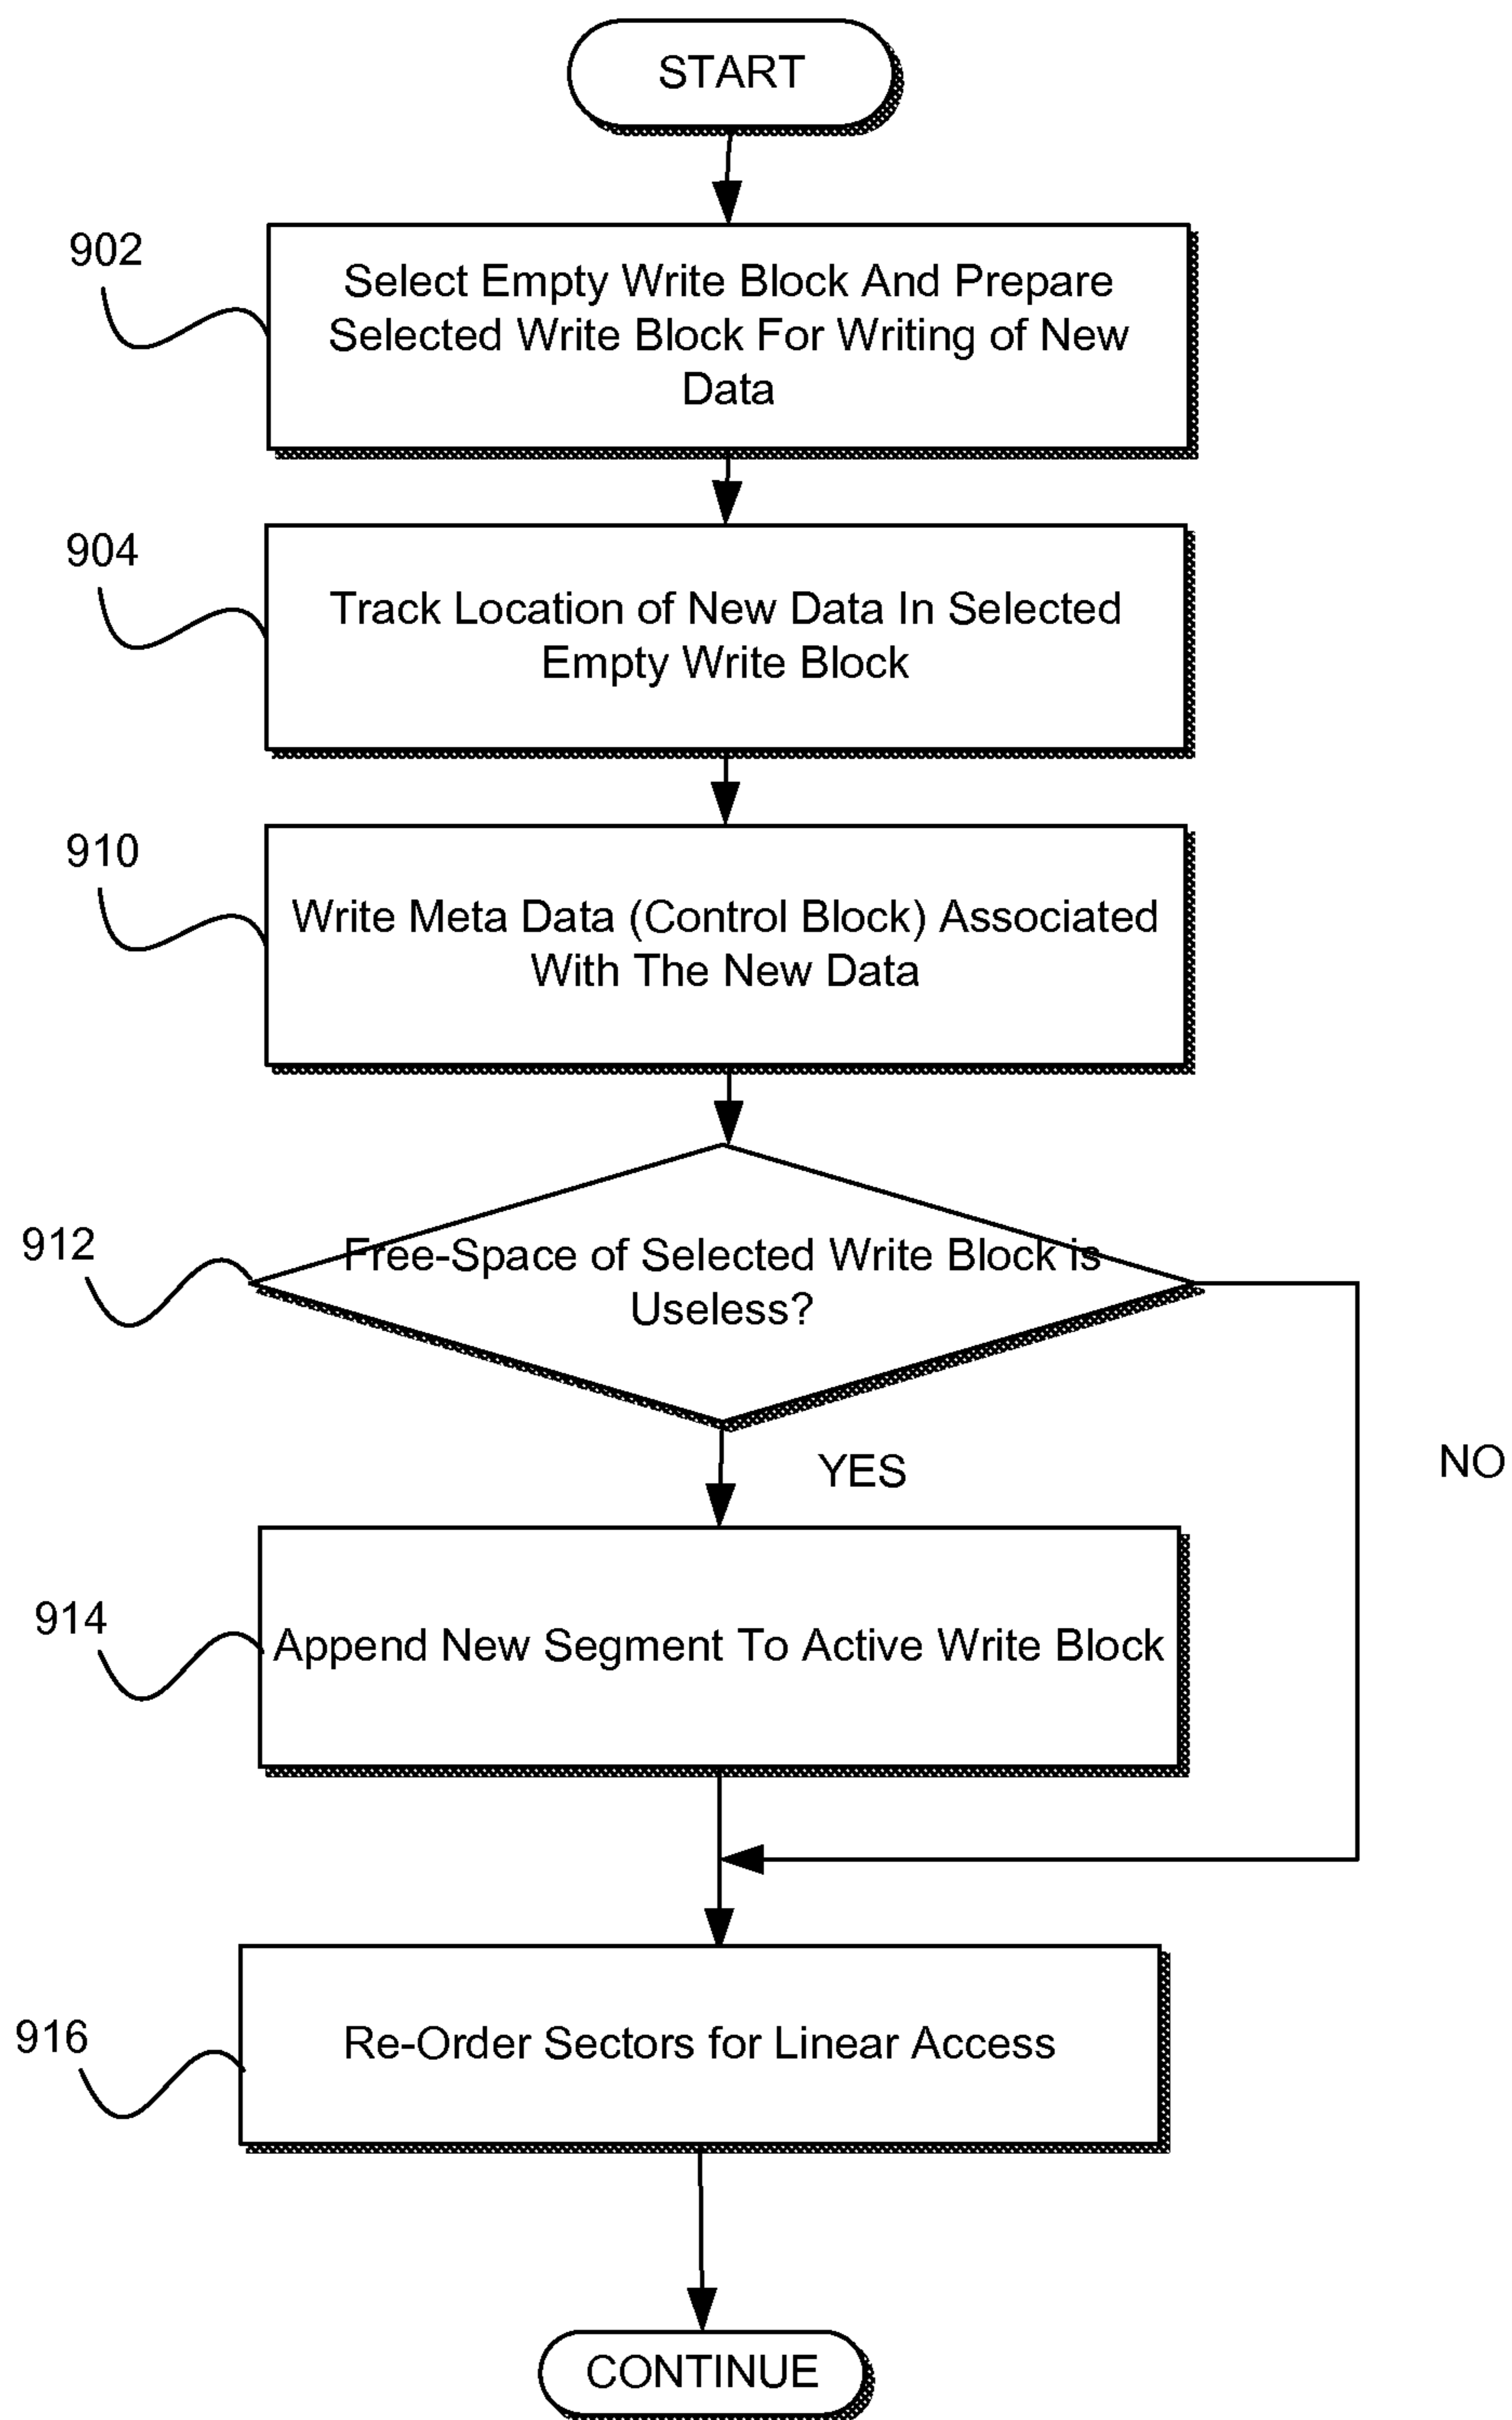 START
902
Select Empty Write Block And Prepare
Selected Write Block For Writing of New
Data
904
Track Location of New Data In Selected
Empty Write Block
910
Write Meta Data (Control Block) Associated
With The New Data
912
Free-Space of Selected Write Block is
Useless?
YES
NO
914
Append New Segment To Active Write Block
916
Re-Order Sectors for Linear Access
CONTINUE